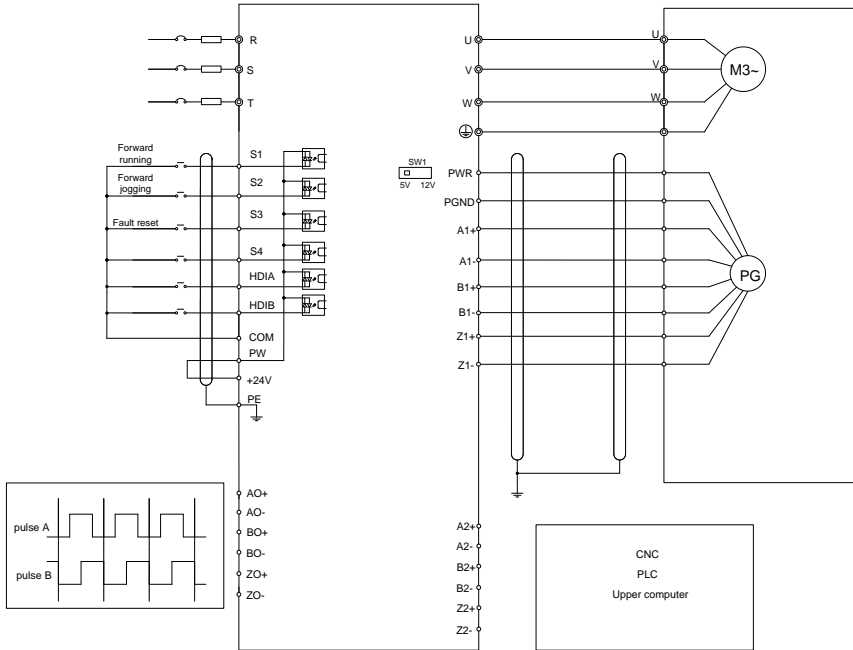 R
S
T
Forward
running
Forward
jogging
Fault reset
S1
S2
S3
S4
HDIA
HDIB
COM
PW
+24V
PE
SW1
5V 12V
U
V
W
U
V
W
M3~
PWR
PGND
A1+
A1-
B1+
B1-
Z1+
Z1-
PG
pulse A
pulse B
AO+
AO-
BO+
BO-
ZO+
ZO-
A2+
A2-
B2+
B2-
Z2+
Z2-
CNC
PLC
Upper computer